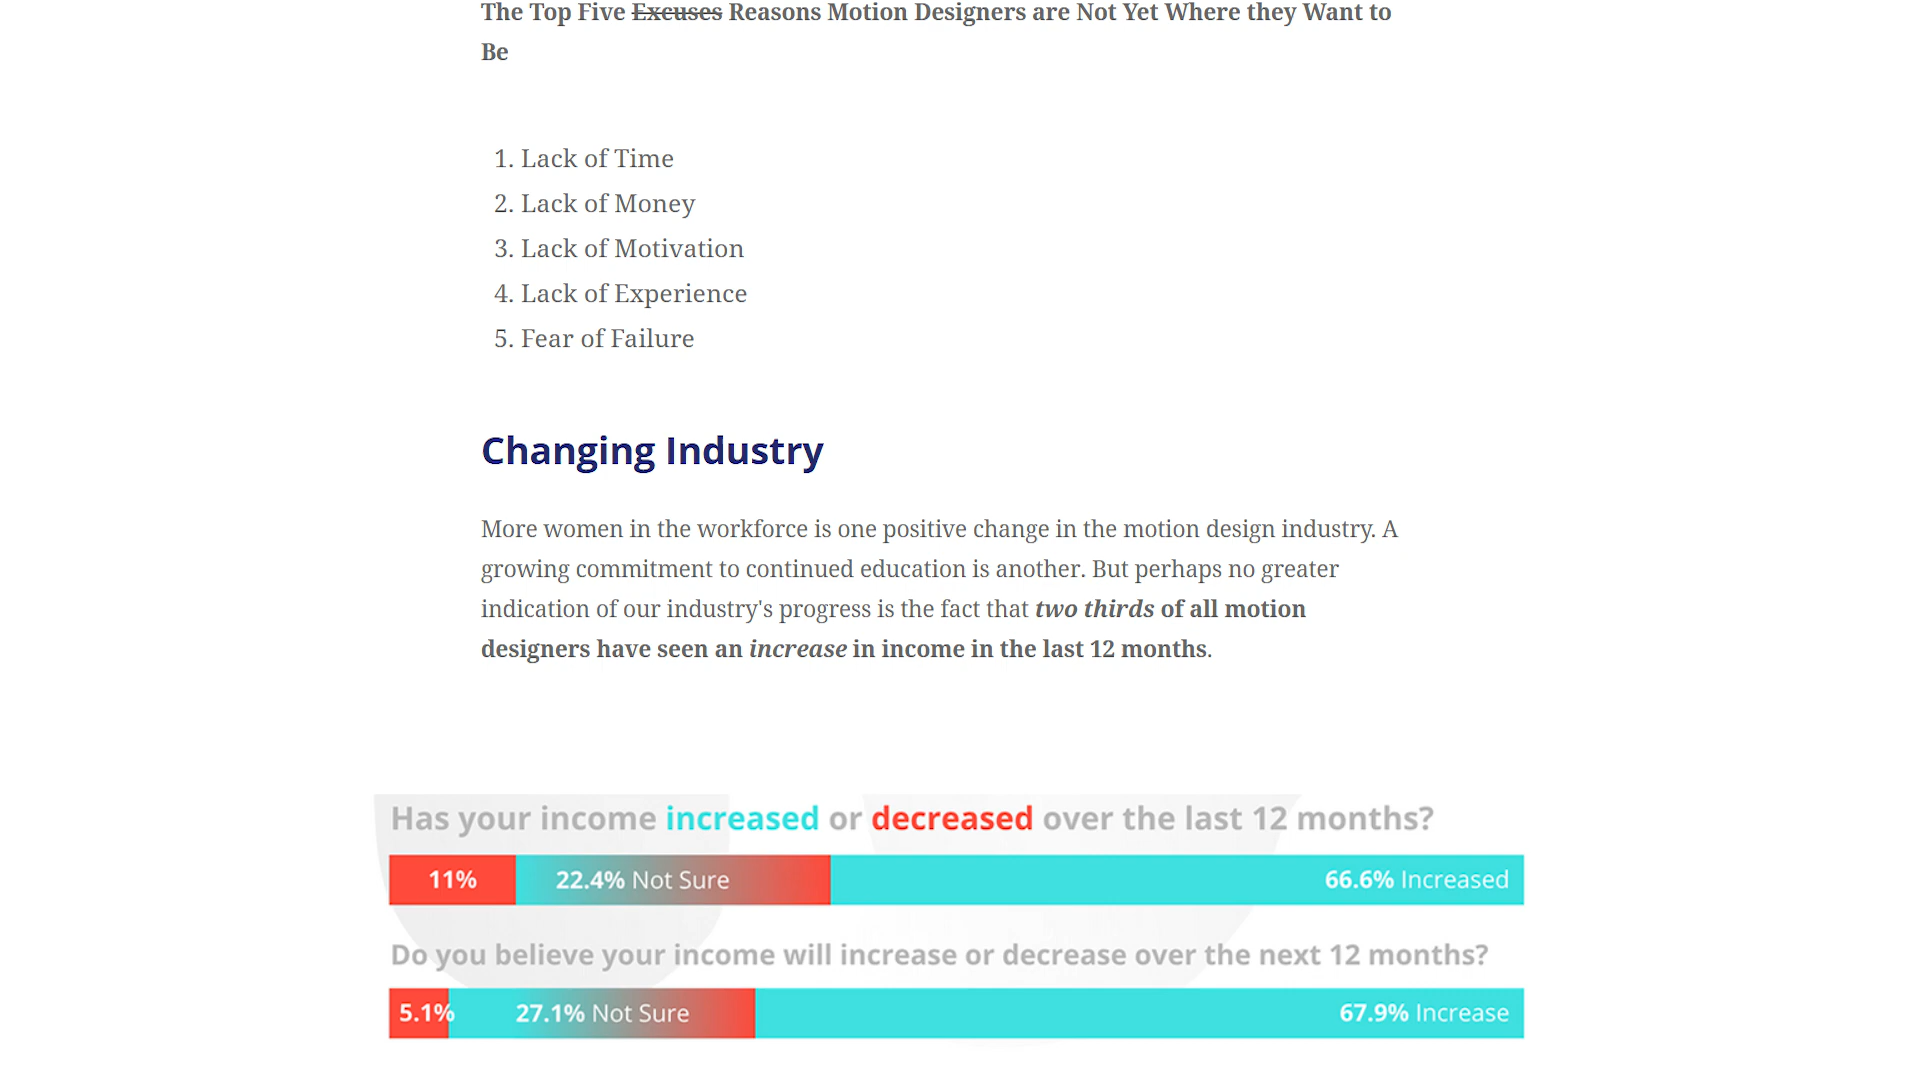 The Top Five Excuses Reasons Motion Designers are Not Yet Where they Want to
Be
1. Lack of Time
2. Lack of Money
3. Lack of Motivation
4. Lack of Experience
5. Fear of Failure
Changing Industry
More women in the workforce is one positive change in the motion design industry. A
growing commitment to continued education is another. But perhaps no greater
indication of our industry's progress is the fact that two thirds of all motion
designers have seen an increase in income in the last 12 months.
Has your income increased or decreased over the last 12 months?
11% 22.4% Not Sure 66.6% Increased
Do you believe your income will increase or decrease over the next 12 months?
5.1% 27.1% Not Sure 67.9% Increase